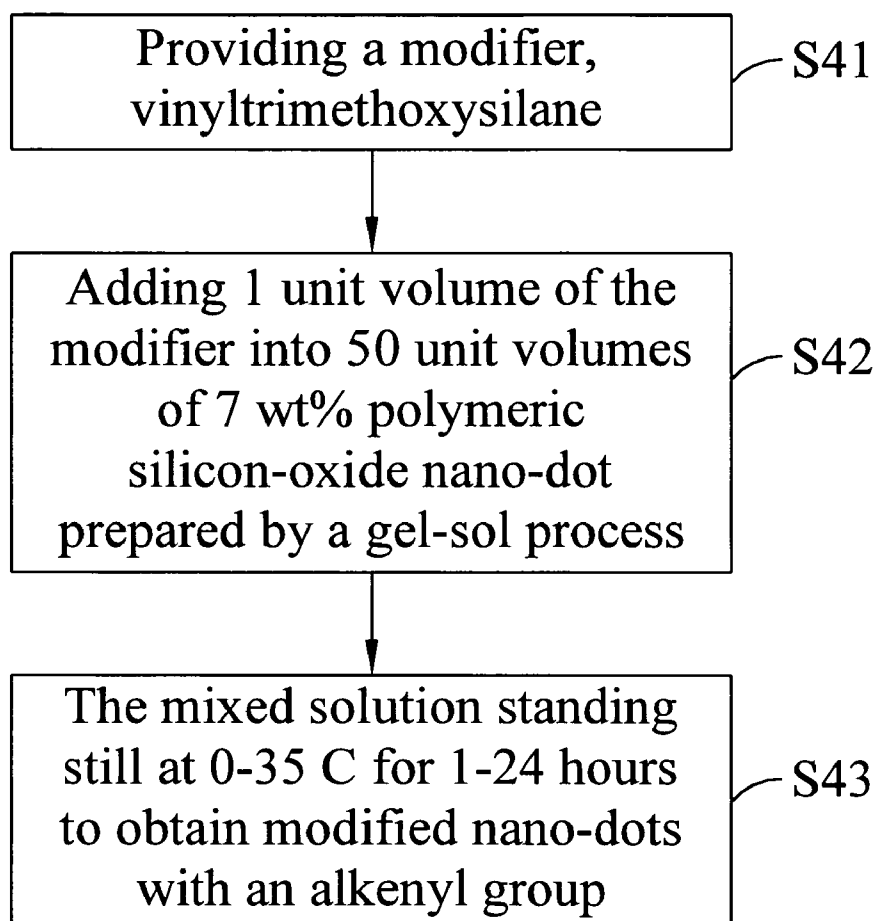 Providing a modifier,
vinyltrimethoxysilane
S41
Adding 1 unit volume of the
modifier into 50 unit volumes
of 7 wt% polymeric
silicon-oxide nano-dot
prepared by a gel-sol process
S42
The mixed solution standing
still at 0-35 C for 1-24 hours
to obtain modified nano-dots
with an alkenyl group
S43